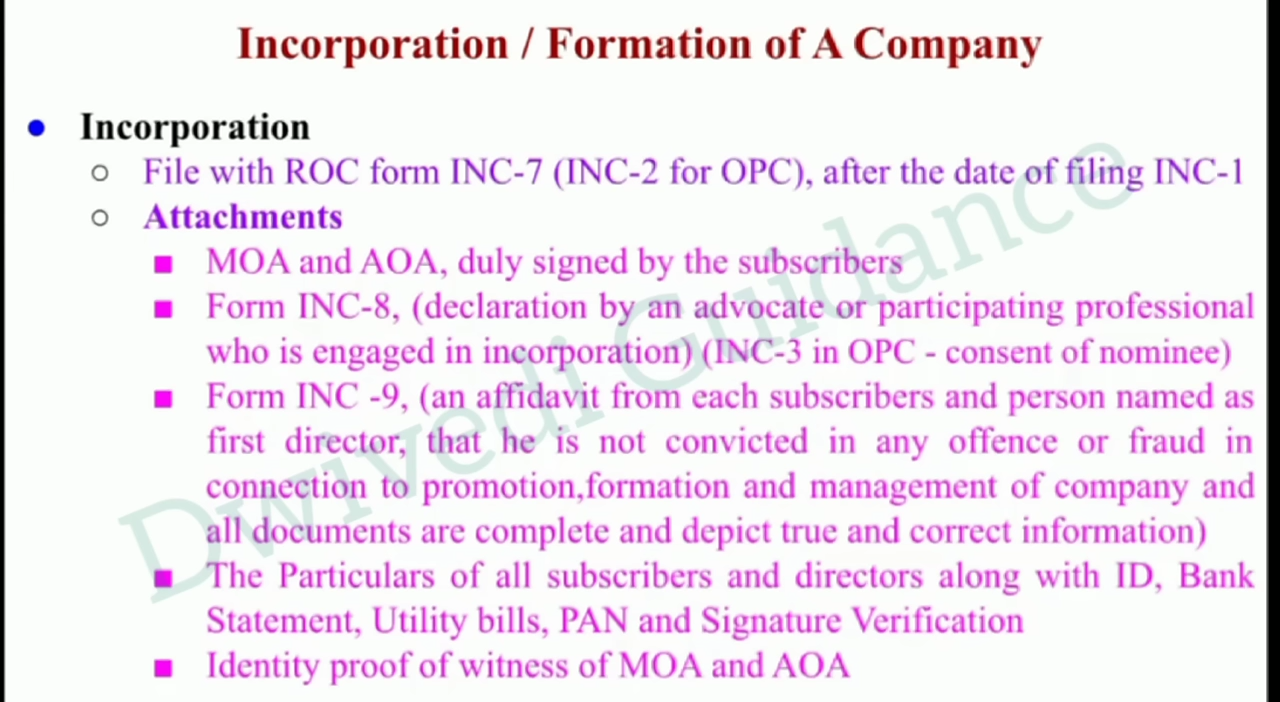 Incorporation / Formation of A Company
Incorporation
File with ROC form INC-7 (INC-2 for OPC), after the date of filing INC-1
Attachments
MOA and AOA, duly signed by the subscribers
Form INC-8, (declaration by an advocate or participating professional
who is engaged in incorporation) (INC-3 in OPC - consent of nominee)
Form INC -9, (an affidavit from each subscribers and person named as
first director, that he is not convicted in any offence or fraud in
connection to promotion,formation and management of company and
all documents are complete and depict true and correct information)
The Particulars of all subscribers and directors along with ID, Bank
Statement, Utility bills, PAN and Signature Verification
Identity proof of witness of MOA and AOA
Dwivedi Guidance